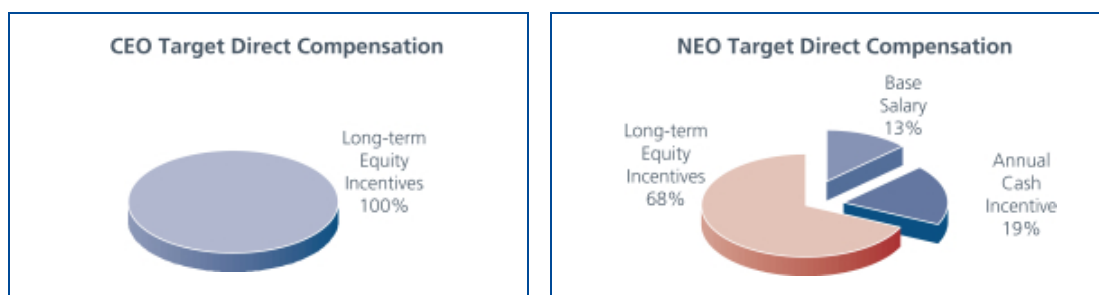 CEO Target Direct Compensation
Long-term
Equity
Incentives
100%
NEO Target Direct Compensation
Base
Salary
13%
Long-term
Equity
Incentives
68%
Annual
Cash
Incentive
19%